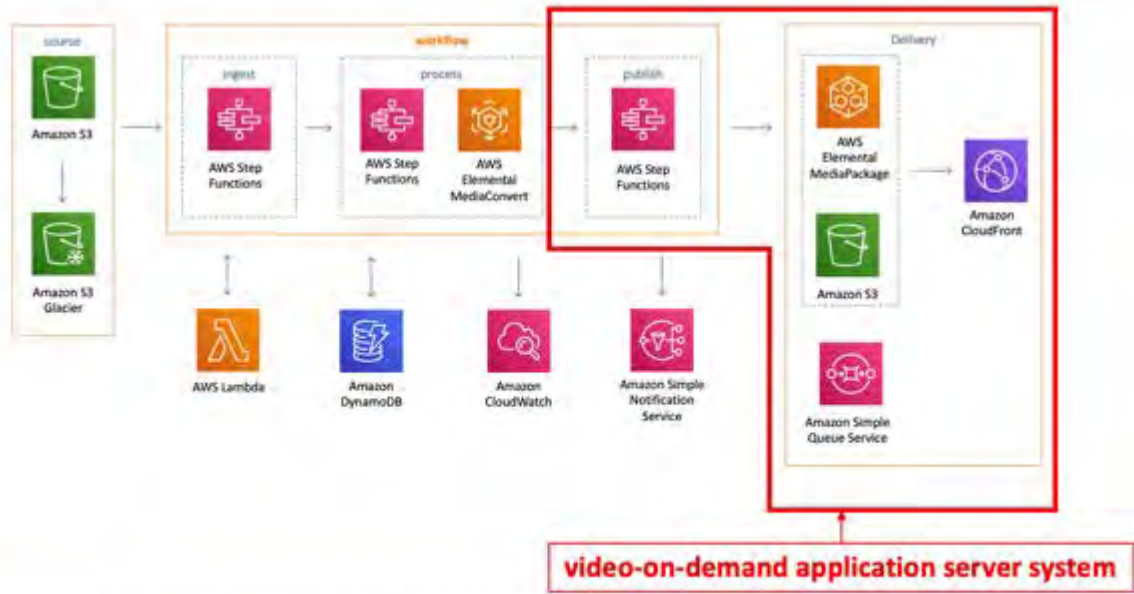 source
Amazon S3
Amazon S3
Glacier
workflow
ingest
AWS Step
Functions
process
AWS Step
Functions
AWS
Elemental
MediaConvert
publish
AWS Step
Functions
Delivery
AWS
Elemental
MediaPackage
Amazon S3
Amazon
CloudFront
Amazon Simple
Queue Service
AWS Lambda
Amazon
DynamoDB
Amazon
CloudWatch
Amazon Simple
Notification
Service
video-on-demand application server system